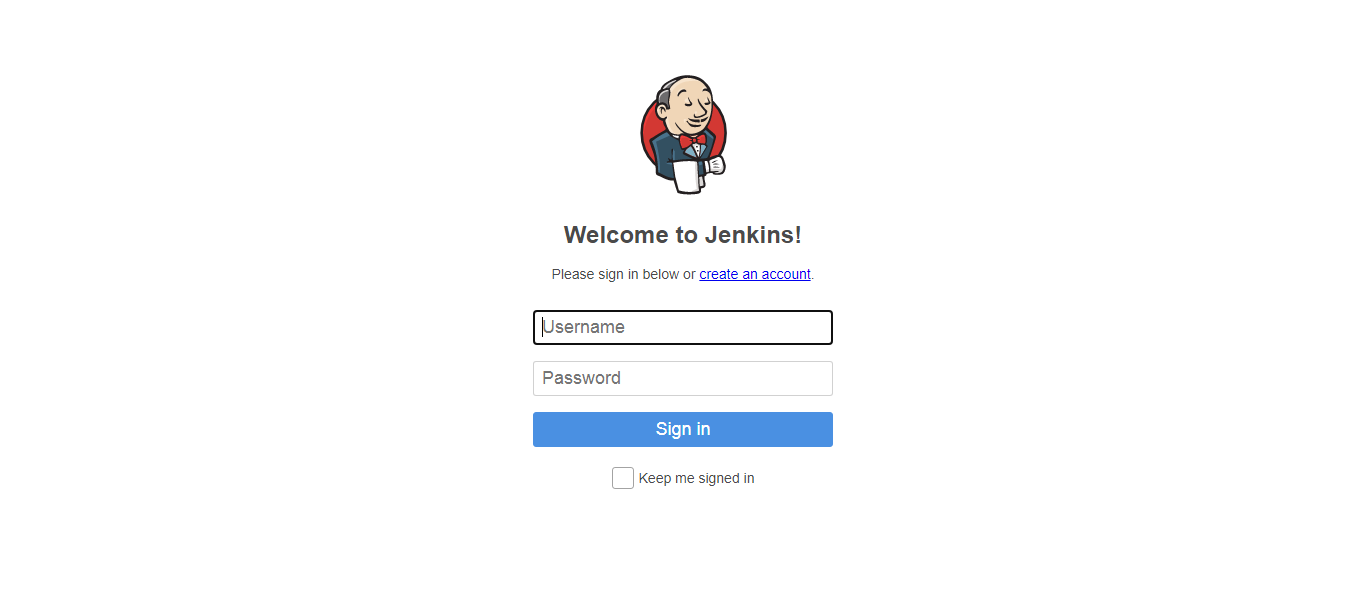 Welcome to Jenkins!
Please sign in below or create an account.
Username
Password
Sign in
Keep me signed in